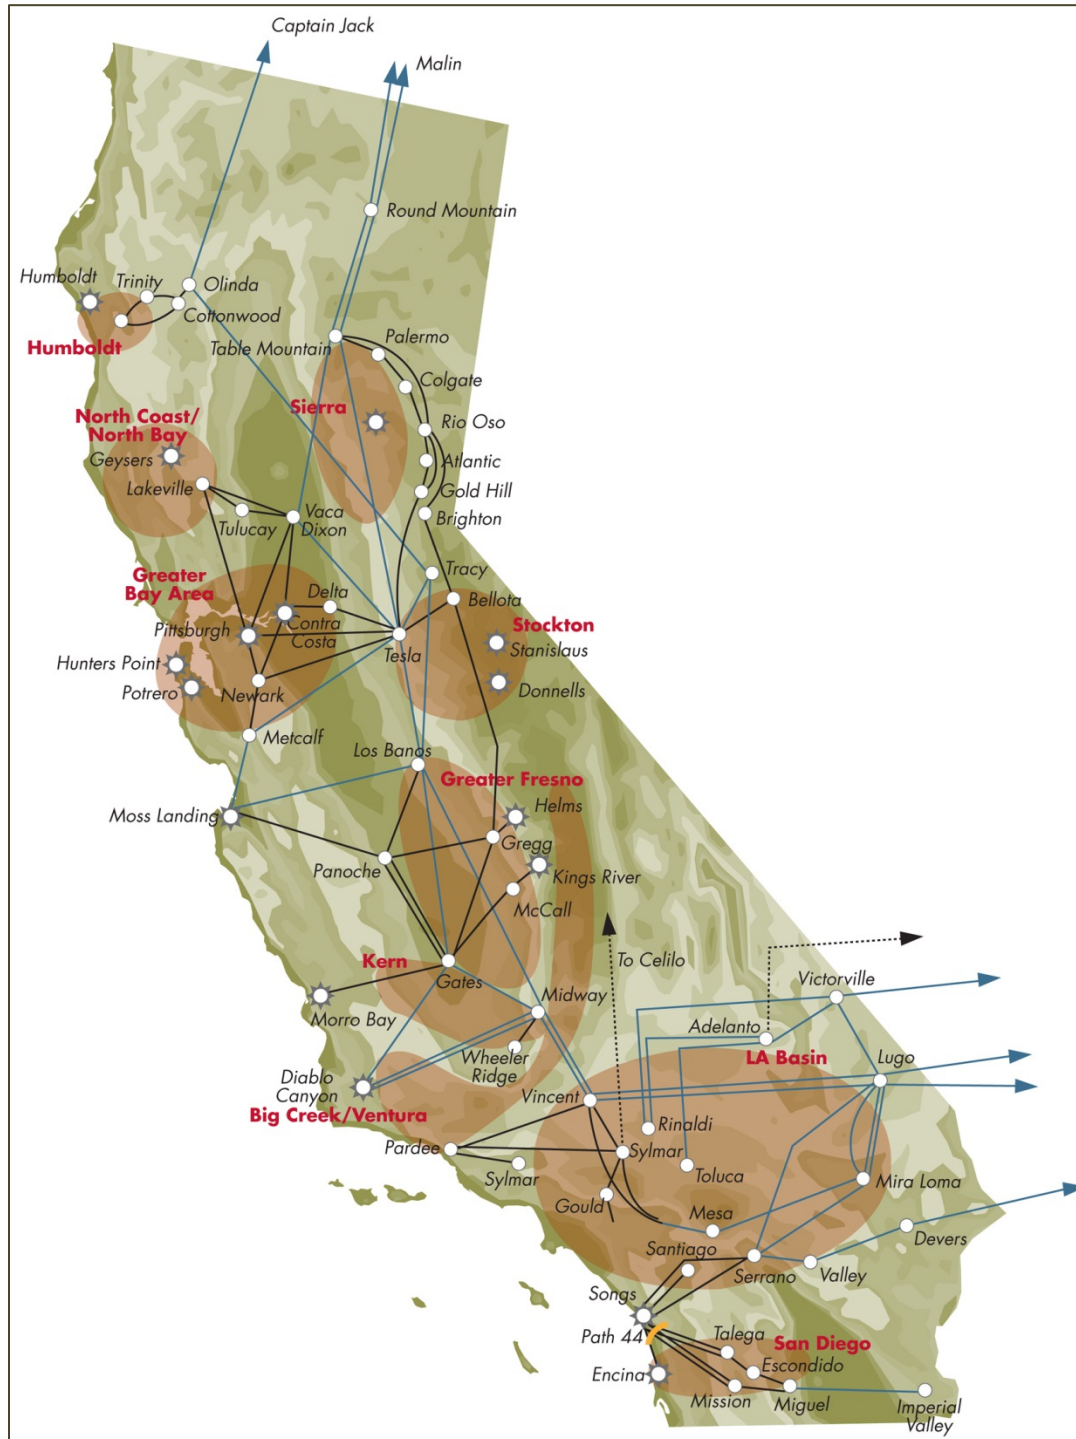 Captain Jack
Malin
Round Mountain
Humboldt
Trinity
Olinda
Cottonwood
Humboldt
Table Mountain
Palermo
Colgate
Sierra
Rio Oso
North Coast/
North Bay
Geysers
Atlantic
Lakeville
Gold Hill
Tulucay
Vaca
Dixon
Brighton
Greater
Bay Area
Delta
Tracy
Bellota
Pittsburgh
Contra
Costa
Stockton
Tesla
Stanislaus
Hunters Point
Potrero
Newark
Donnells
Metcalf
Los Banos
Greater Fresno
Moss Landing
Helms
Gregg
Panoche
Kings River
McCall
Kern
Gates
To Celilo
Midway
Morro Bay
Victorville
Adelanto
Wheeler
Ridge
LA Basin
Lugo
Diablo
Canyon
Vincent
Big Creek/Ventura
Rinaldi
Pardee
Sylmar
Sylmar
Toluca
Mira Loma
Gould
Mesa
Devers
Santiago
Serrano
Valley
Songs
Path 44
Talega
San Diego
Encina
Escondido
Mission
Miguel
Imperial
Valley